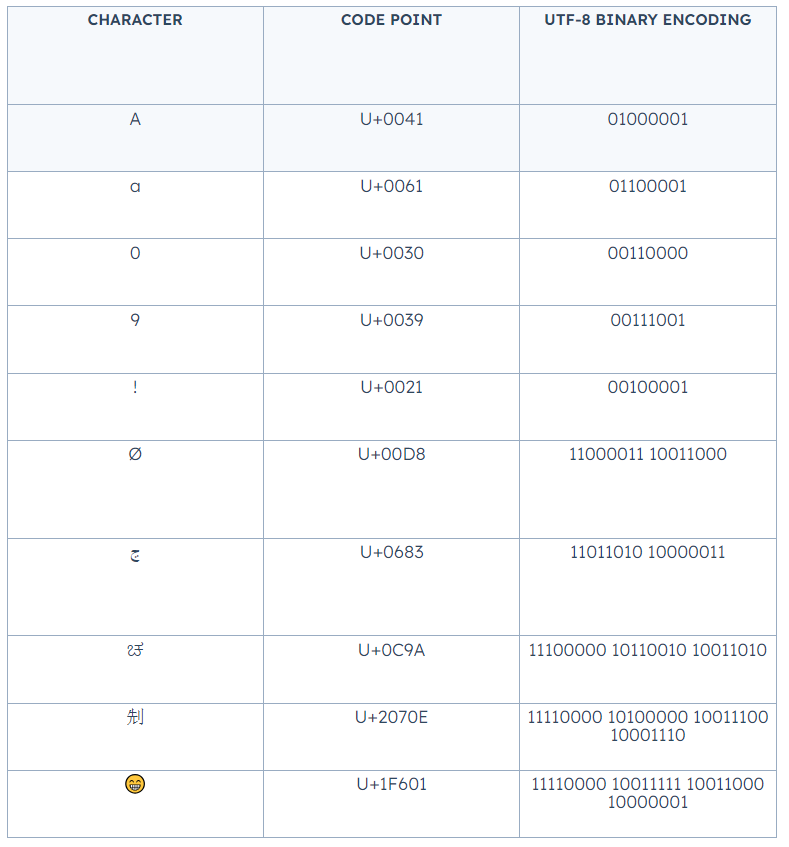 CHARACTER CODE POINT UTF-8 BINARY ENCODING
A U+0041 01000001
a U+0061 01100001
0 U+0030 00110000
9 U+0039 00111001
! U+0021 00100001
Ø U+00D8 11000011 10011000
ڃ U+0683 11011010 10000011
ಚ U+0C9A 11100000 10110010 10011010
𠜎 U+2070E 11110000 10100000 10011100
10001110
😁 U+1F601 11110000 10011111 10011000
10000001